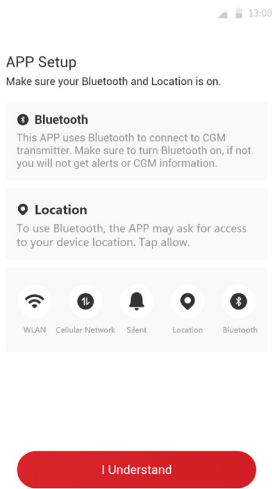 13:00
APP Setup
Make sure your Bluetooth and Location is on.
Bluetooth
This APP uses Bluetooth to connect to CGM
transmitter. Make sure to turn Bluetooth on, if not
you will not get alerts or CGM information.
Location
To use Bluetooth, the APP may ask for access
to your device location. Tap allow.
WLAN Cellular Network Silent Location Bluetooth
I Understand